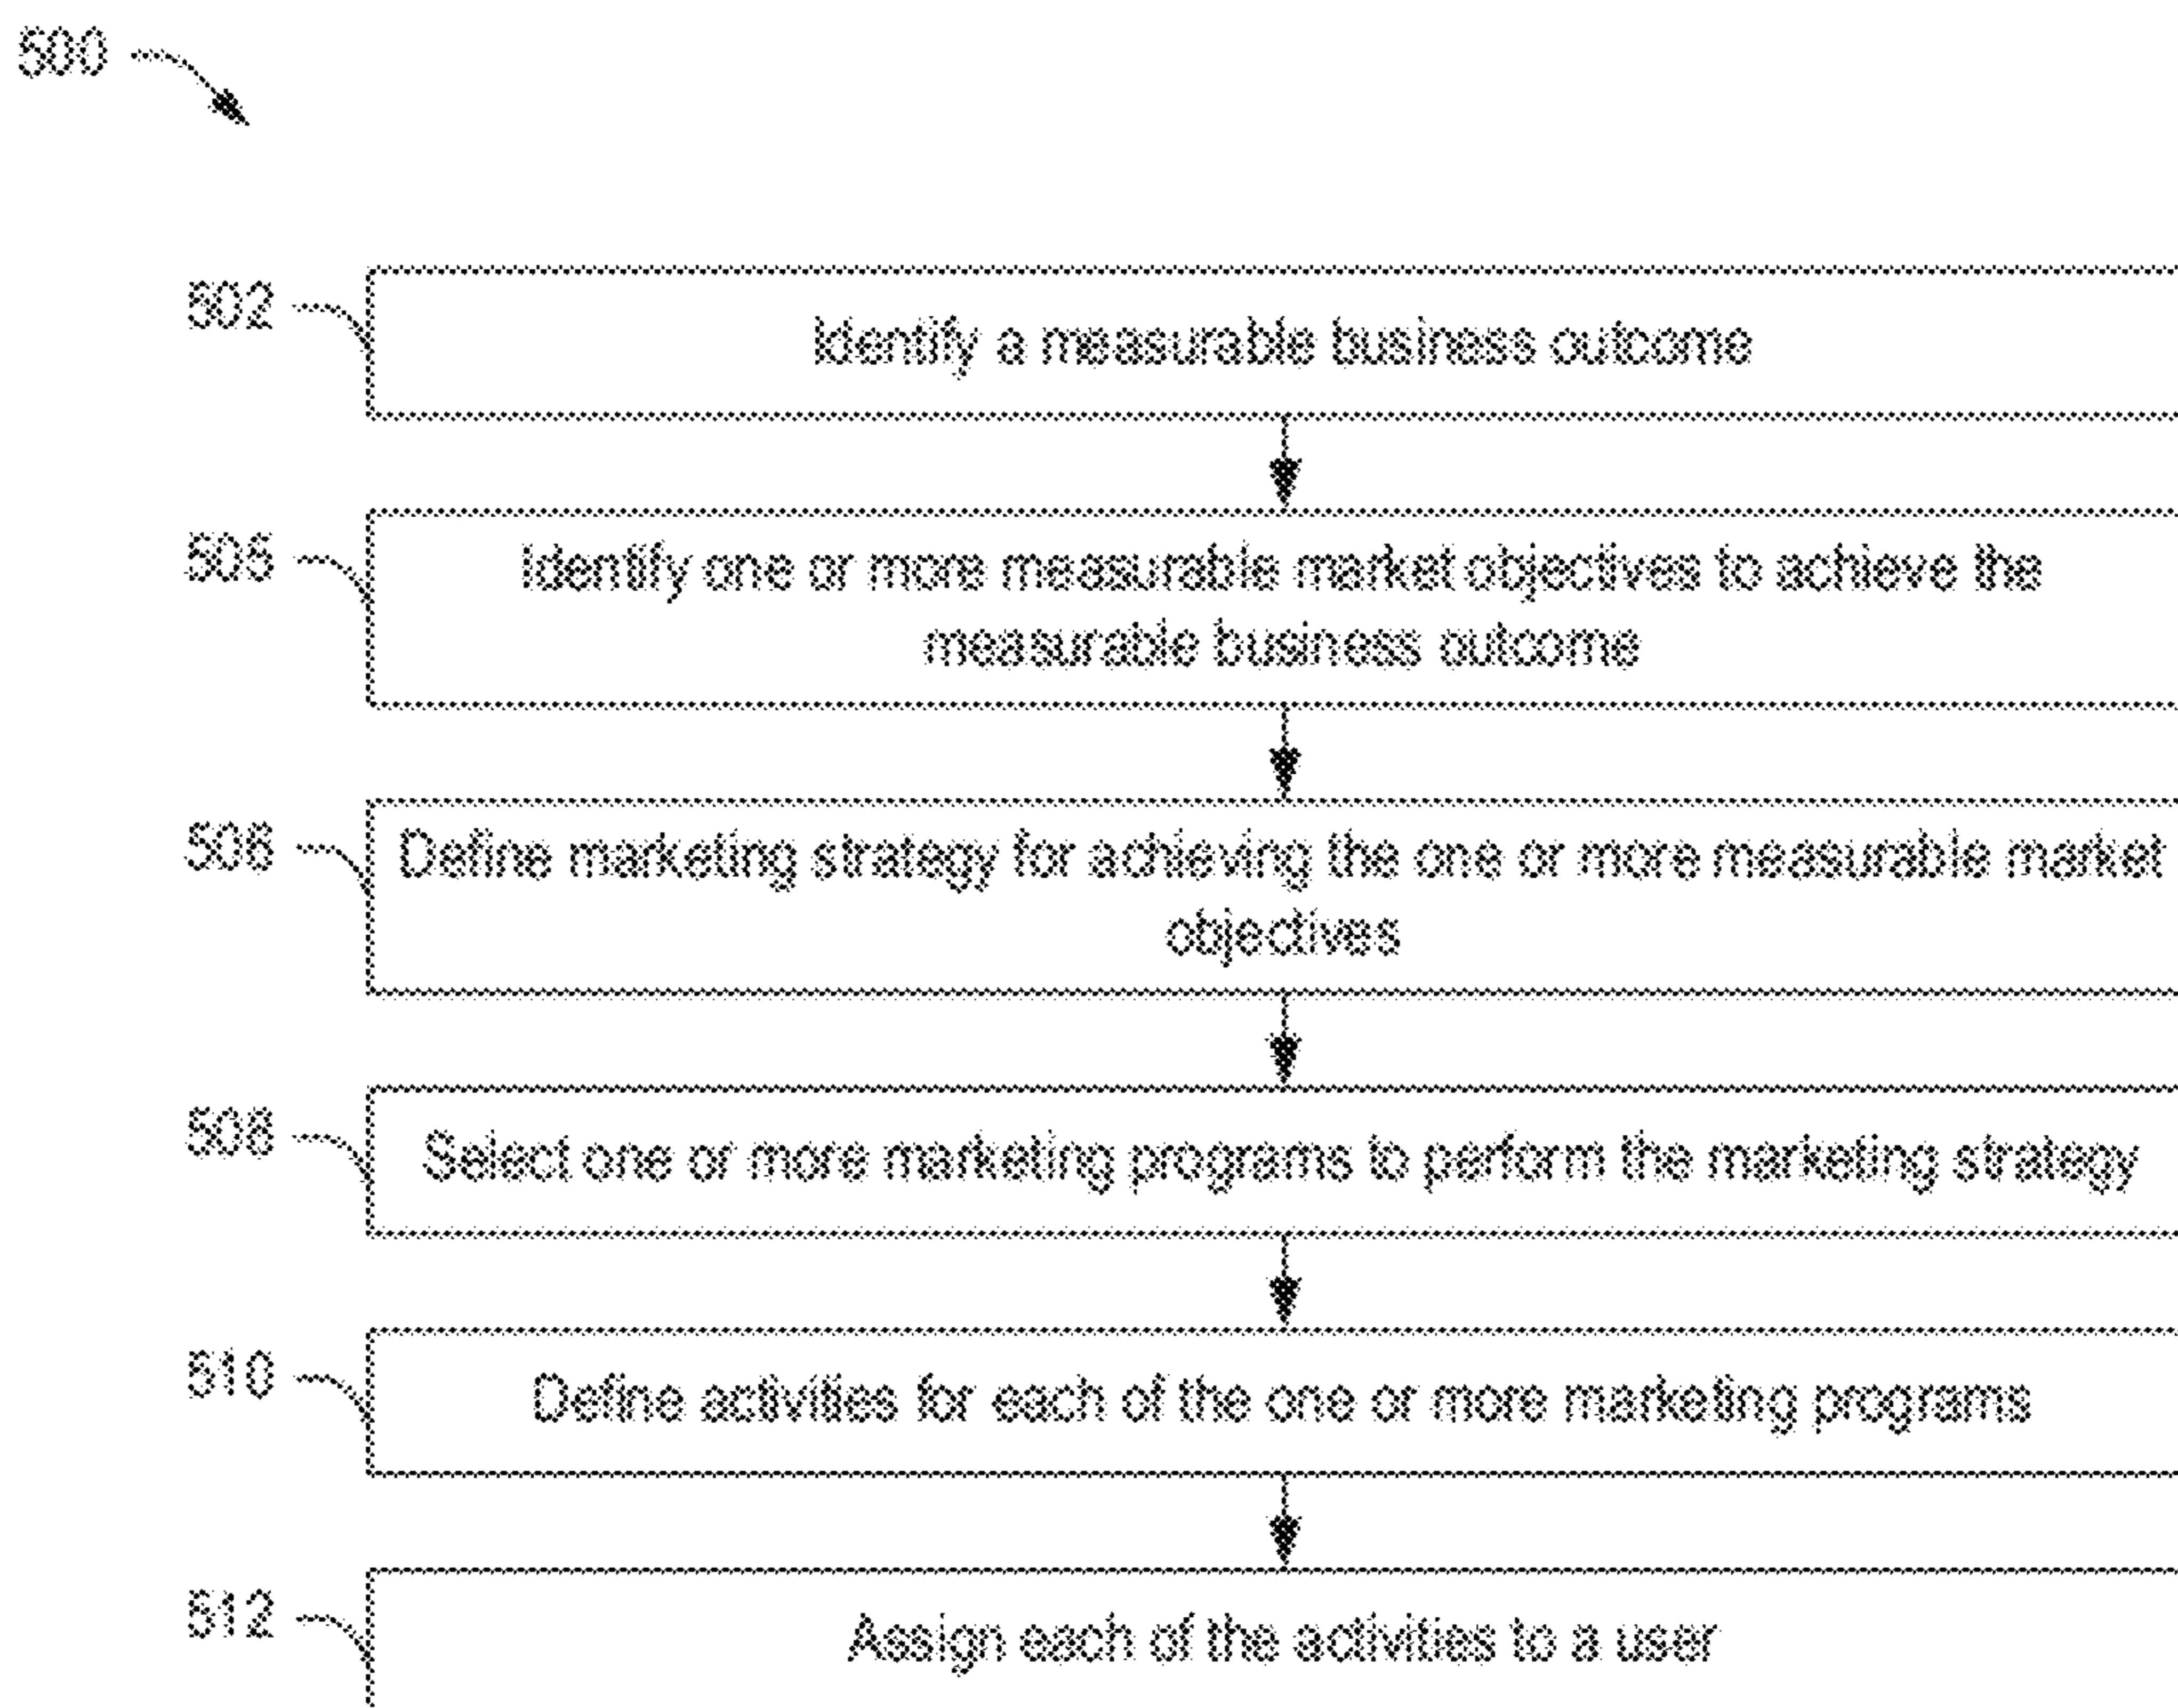 500
502
Identify a measurable business outcome
505
Identify one or more measurable market objectives to achieve the
measurable business outcome
506
Define marketing strategy for achieving the one or more measurable market
objectives
508
Select one or more marketing programs to perform the marketing strategy
510
Define activities for each of the one or more marketing programs
512
Assign each of the activities to a user